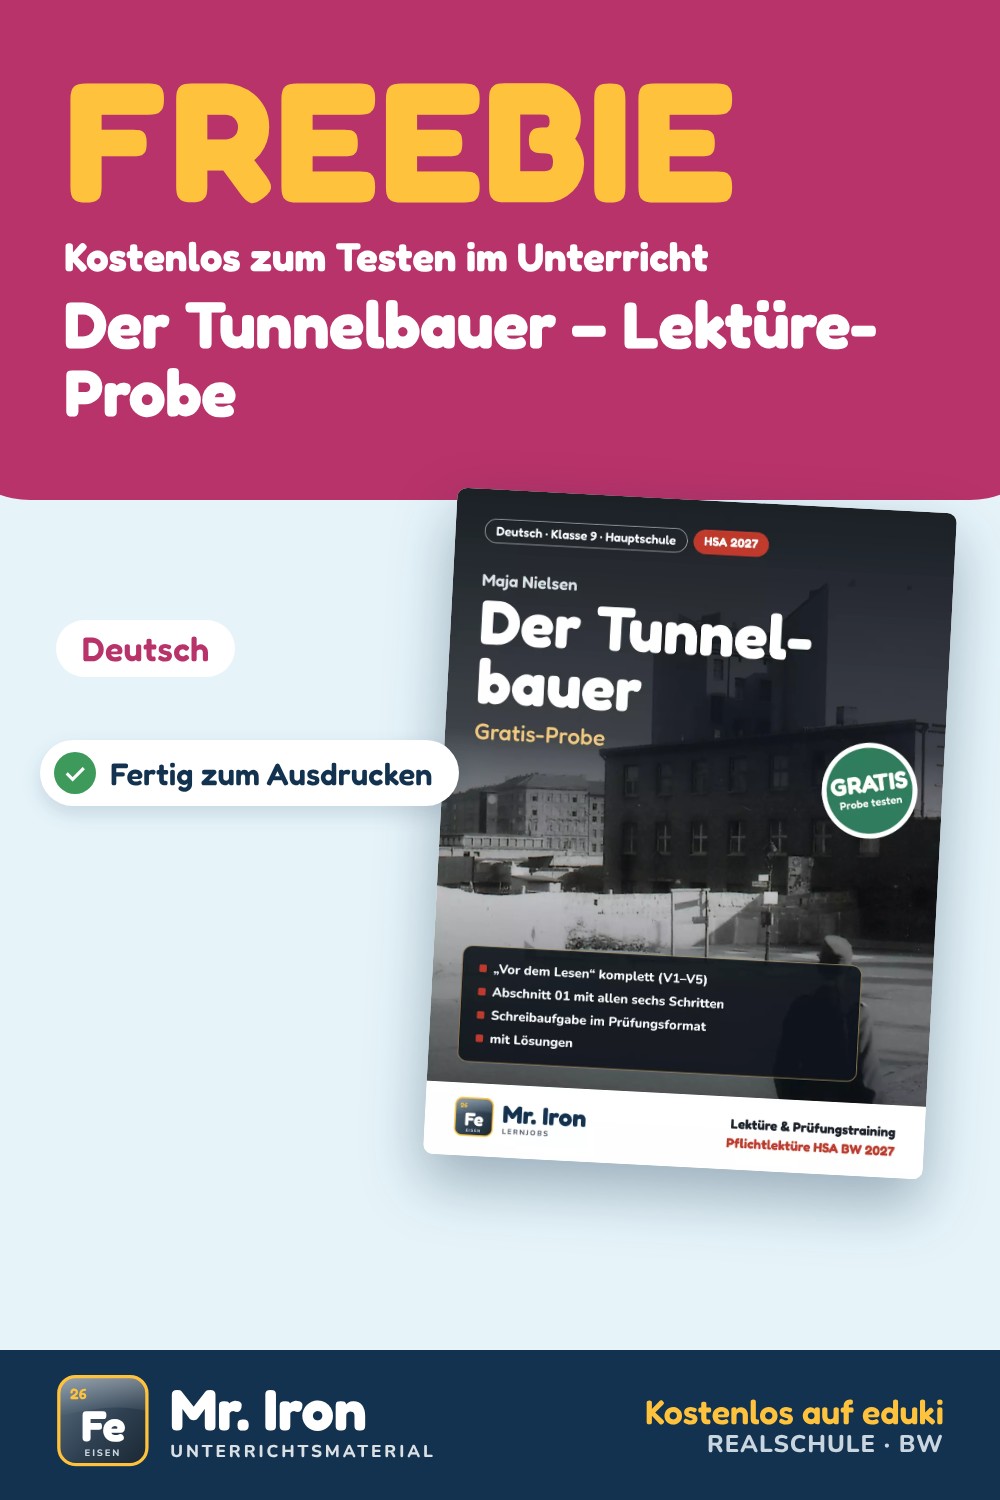 FREEBIE
Kostenlos zum Testen im Unterricht
Der Tunnelbauer – Lektüre-
Probe
Deutsch · Klasse 9 · Hauptschule
HSA 2027
Maja Nielsen
Der Tunnel-
bauer
Gratis-Probe
Deutsch
Fertig zum Ausdrucken
GRATIS
Probe testen
„Vor dem Lesen“ komplett (V1–V5)
Abschnitt 01 mit allen sechs Schritten
Schreibaufgabe im Prüfungsformat
mit Lösungen
26
Fe
EISEN
Mr. Iron
LERNJOBS
Lektüre & Prüfungstraining
Pflichtlektüre HSA BW 2027
26
Fe
EISEN
Mr. Iron
UNTERRICHTSMATERIAL
Kostenlos auf eduki
REALSCHULE · BW